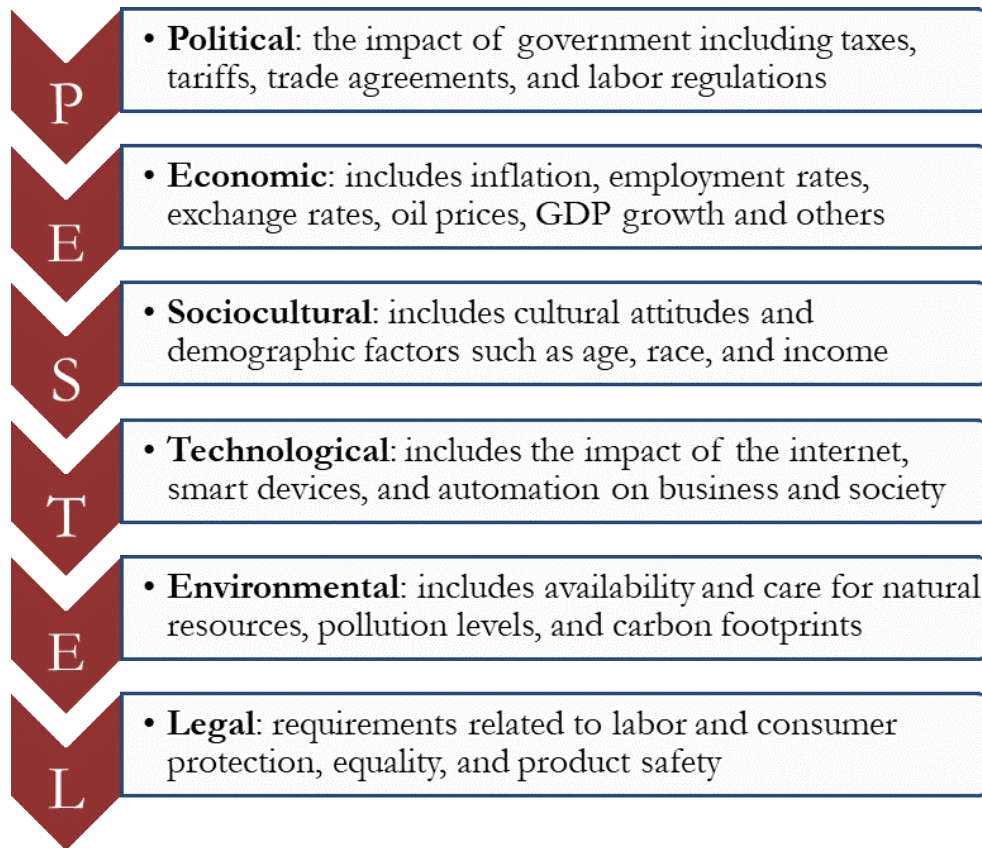 • Political: the impact of government including taxes,
tariffs, trade agreements, and labor regulations
P
• Economic: includes inflation, employment rates,
exchange rates, oil prices, GDP growth and others
E
• Sociocultural: includes cultural attitudes and
demographic factors such as age, race, and income
S
• Technological: includes the impact of the internet,
smart devices, and automation on business and society
T
• Environmental: includes availability and care for natural
resources, pollution levels, and carbon footprints
E
• Legal: requirements related to labor and consumer
protection, equality, and product safety
L